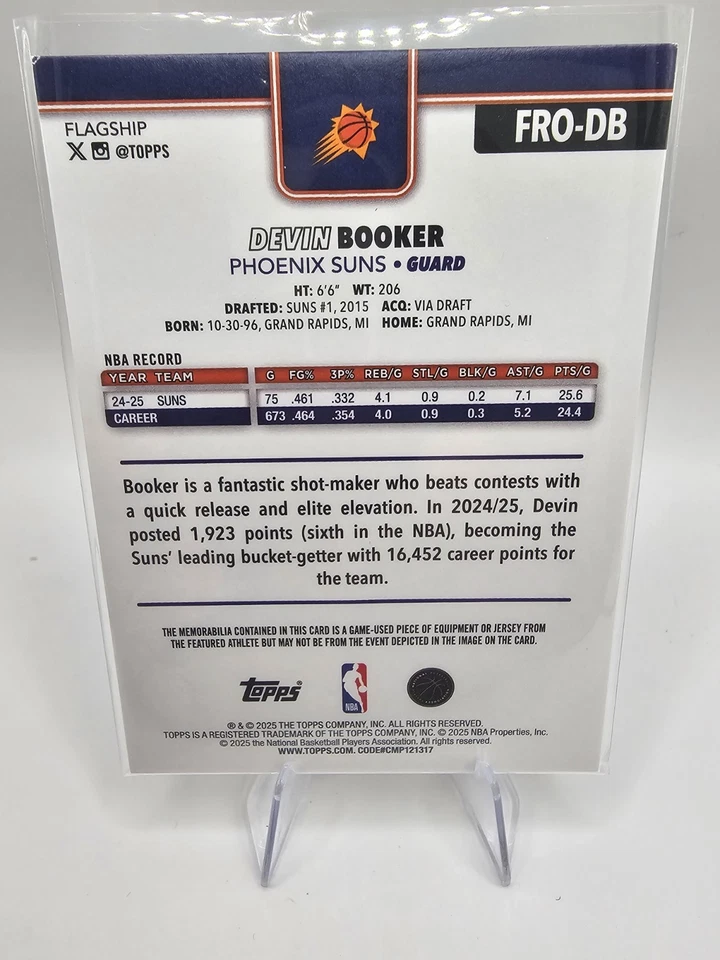 FLAGSHIP
FRO-DB
X @TOPPS
DEVIN BOOKER
PHOENIX SUNS • GUARD
HT: 6'6" WT: 206
DRAFTED: SUNS #1, 2015 ACQ: VIA DRAFT
BORN: 10-30-96, GRAND RAPIDS, MI HOME: GRAND RAPIDS, MI
NBA RECORD
YEAR TEAM G FG% 3P% REB/G STL/G BLK/G AST/G PTS/G
24-25 SUNS 75 .461 .332 4.1 0.9 0.2 7.1 25.6
CAREER 673 .464 .354 4.0 0.9 0.3 5.2 24.4
Booker is a fantastic shot-maker who beats contests with
a quick release and elite elevation. In 2024/25, Devin
posted 1,923 points (sixth in the NBA), becoming the
Suns' leading bucket-getter with 16,452 career points for
the team.
THE MEMORABILIA CONTAINED IN THIS CARD IS A GAME-USED PIECE OF EQUIPMENT OR JERSEY FROM
THE FEATURED ATHLETE BUT MAY NOT BE FROM THE EVENT DEPICTED IN THE IMAGE ON THE CARD.
topps®
NBA
® & © 2025 THE TOPPS COMPANY, INC. ALL RIGHTS RESERVED.
TOPPS IS A REGISTERED TRADEMARK OF THE TOPPS COMPANY, INC. © 2025 NBA Properties, Inc.
© 2025 the National Basketball Players Association. All rights reserved.
WWW.TOPPS.COM. CODE#CMP121317